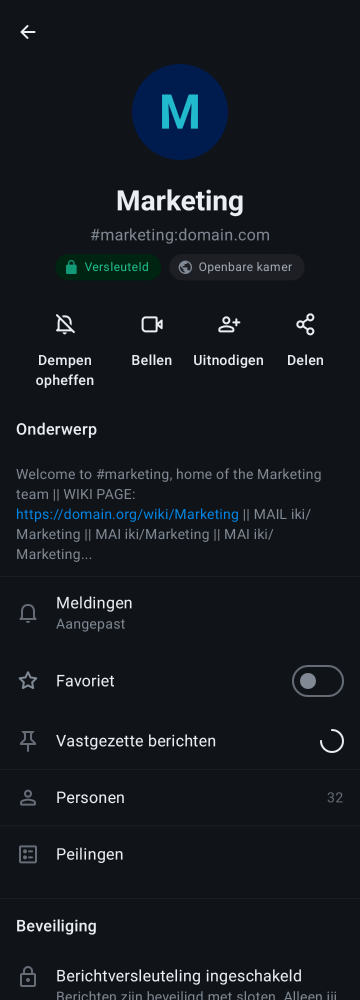 M
Marketing
#marketing:domain.com
Versleuteld
Openbare kamer
Dempen opheffen
Bellen
Uitnodigen
Delen
Onderwerp
Welcome to #marketing, home of the Marketing
team || WIKI PAGE:
https://domain.org/wiki/Marketing || MAIL iki/
Marketing || MAI iki/Marketing || MAI iki/
Marketing...
Meldingen
Aangepast
Favoriet
Vastgezette berichten
Personen 32
Peilingen
Beveiliging
Berichtversleuteling ingeschakeld
Berichten zijn beveiligd met sloten. Alleen jij